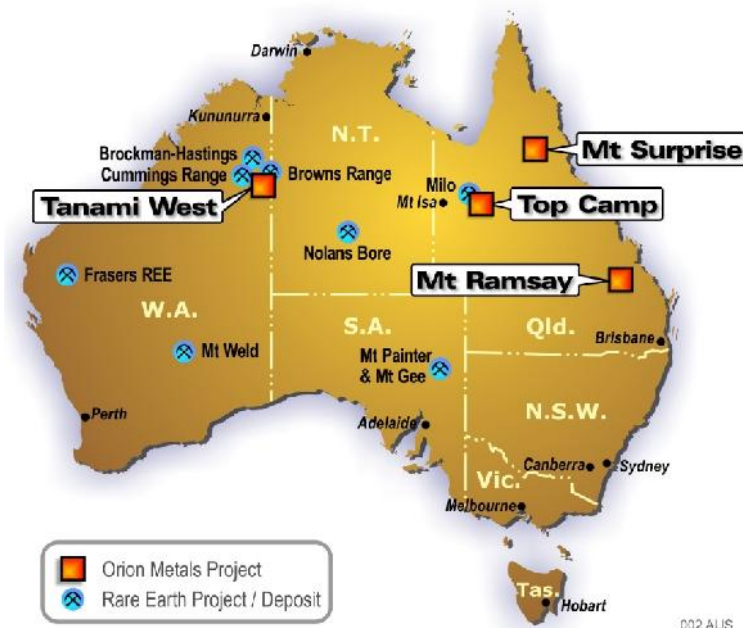 Darwin
Kununurra
N.T.
Brockman-Hastings
Cummings Range
Browns Range
Mt Surprise
Milo
Mt Isa
Tanami West
Top Camp
Nolans Bore
Frasers REE
Mt Ramsay
W.A.
S.A.
Qld.
Mt Weld
Mt Painter
& Mt Gee
Brisbane
Perth
Adelaide
N.S.W.
Canberra
Sydney
Vic.
Melbourne
Orion Metals Project
Rare Earth Project / Deposit
Tas.
Hobart
002 AUS